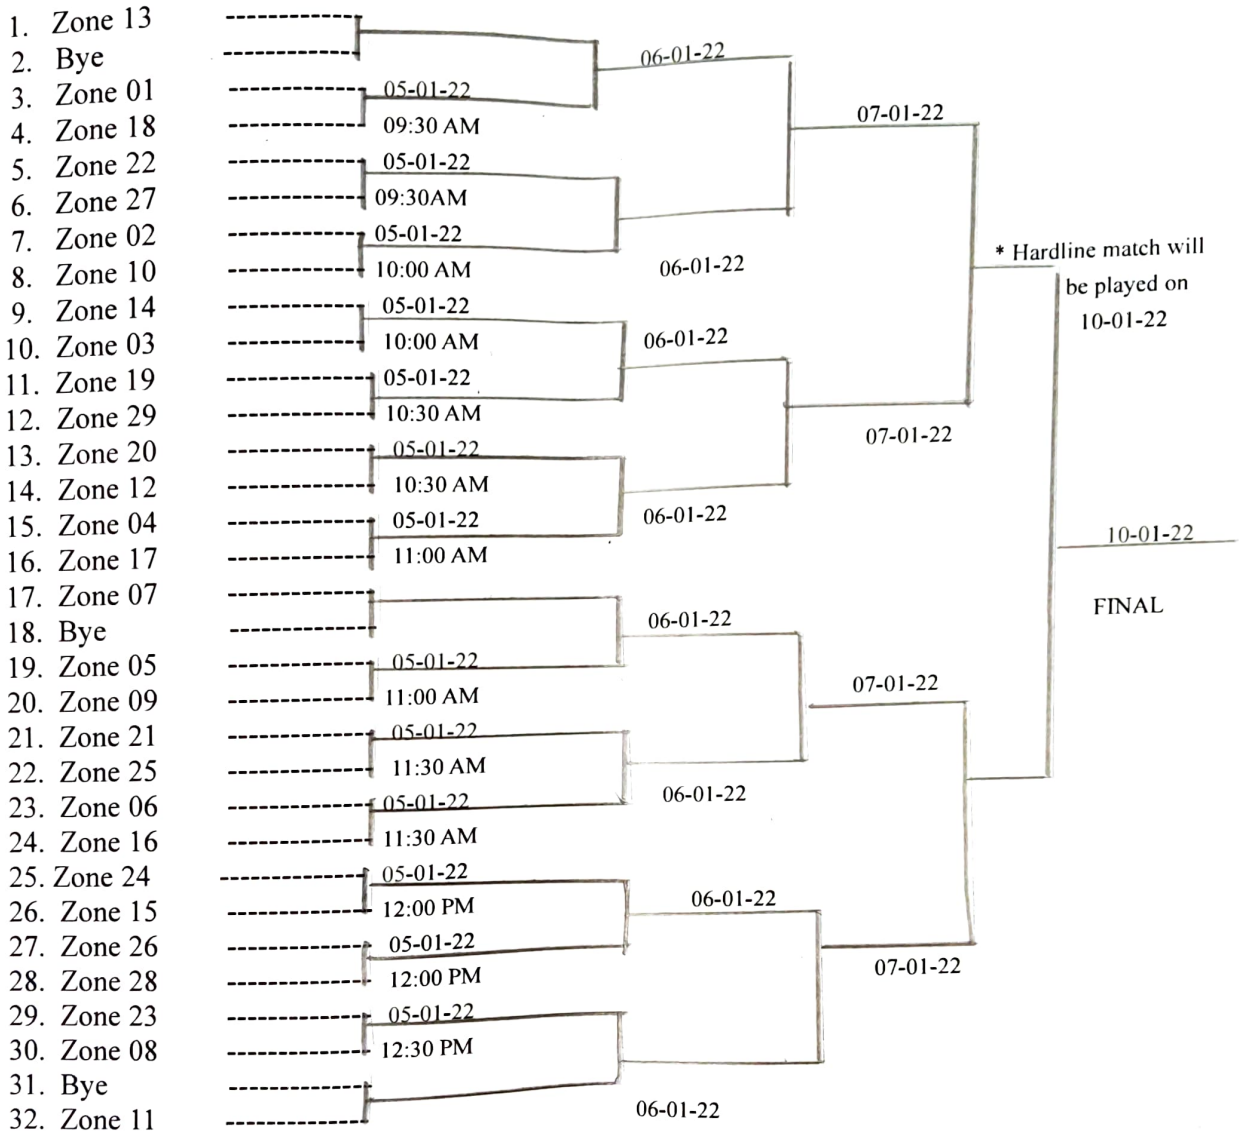 1. Zone 13
2. Bye
06-01-22
3. Zone 01
05-01-22
4. Zone 18
09:30 AM
07-01-22
5. Zone 22
05-01-22
6. Zone 27
09:30AM
7. Zone 02
05-01-22
* Hardline match will
8. Zone 10
10:00 AM
06-01-22
be played on
9. Zone 14
05-01-22
10-01-22
10. Zone 03
10:00 AM
06-01-22
11. Zone 19
05-01-22
12. Zone 29
10:30 AM
07-01-22
13. Zone 20
05-01-22
14. Zone 12
10:30 AM
15. Zone 04
05-01-22
06-01-22
16. Zone 17
11:00 AM
10-01-22
17. Zone 07
FINAL
18. Bye
06-01-22
19. Zone 05
05-01-22
20. Zone 09
11:00 AM
07-01-22
21. Zone 21
05-01-22
22. Zone 25
11:30 AM
23. Zone 06
05-01-22
06-01-22
24. Zone 16
11:30 AM
25. Zone 24
05-01-22
26. Zone 15
12:00 PM
06-01-22
27. Zone 26
05-01-22
28. Zone 28
12:00 PM
07-01-22
29. Zone 23
05-01-22
30. Zone 08
12:30 PM
31. Bye
32. Zone 11
06-01-22